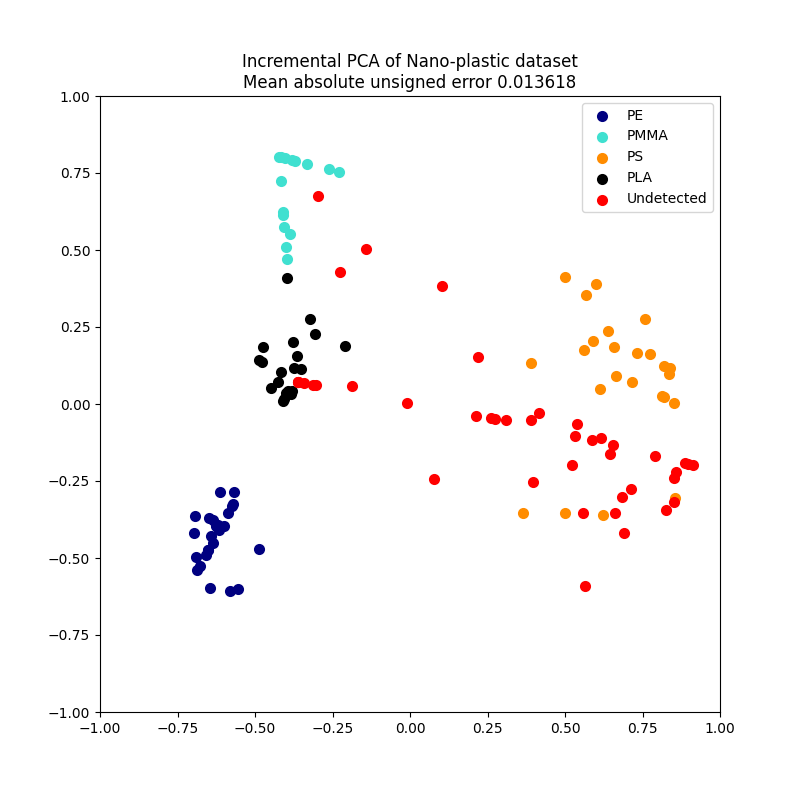 Incremental PCA of Nano-plastic dataset
Mean absolute unsigned error 0.013618
PE
PMMA
PS
PLA
Undetected
1.00
0.75
0.50
0.25
0.00
−0.25
−0.50
−0.75
−1.00
−1.00
−0.75
−0.50
−0.25
0.00
0.25
0.50
0.75
1.00